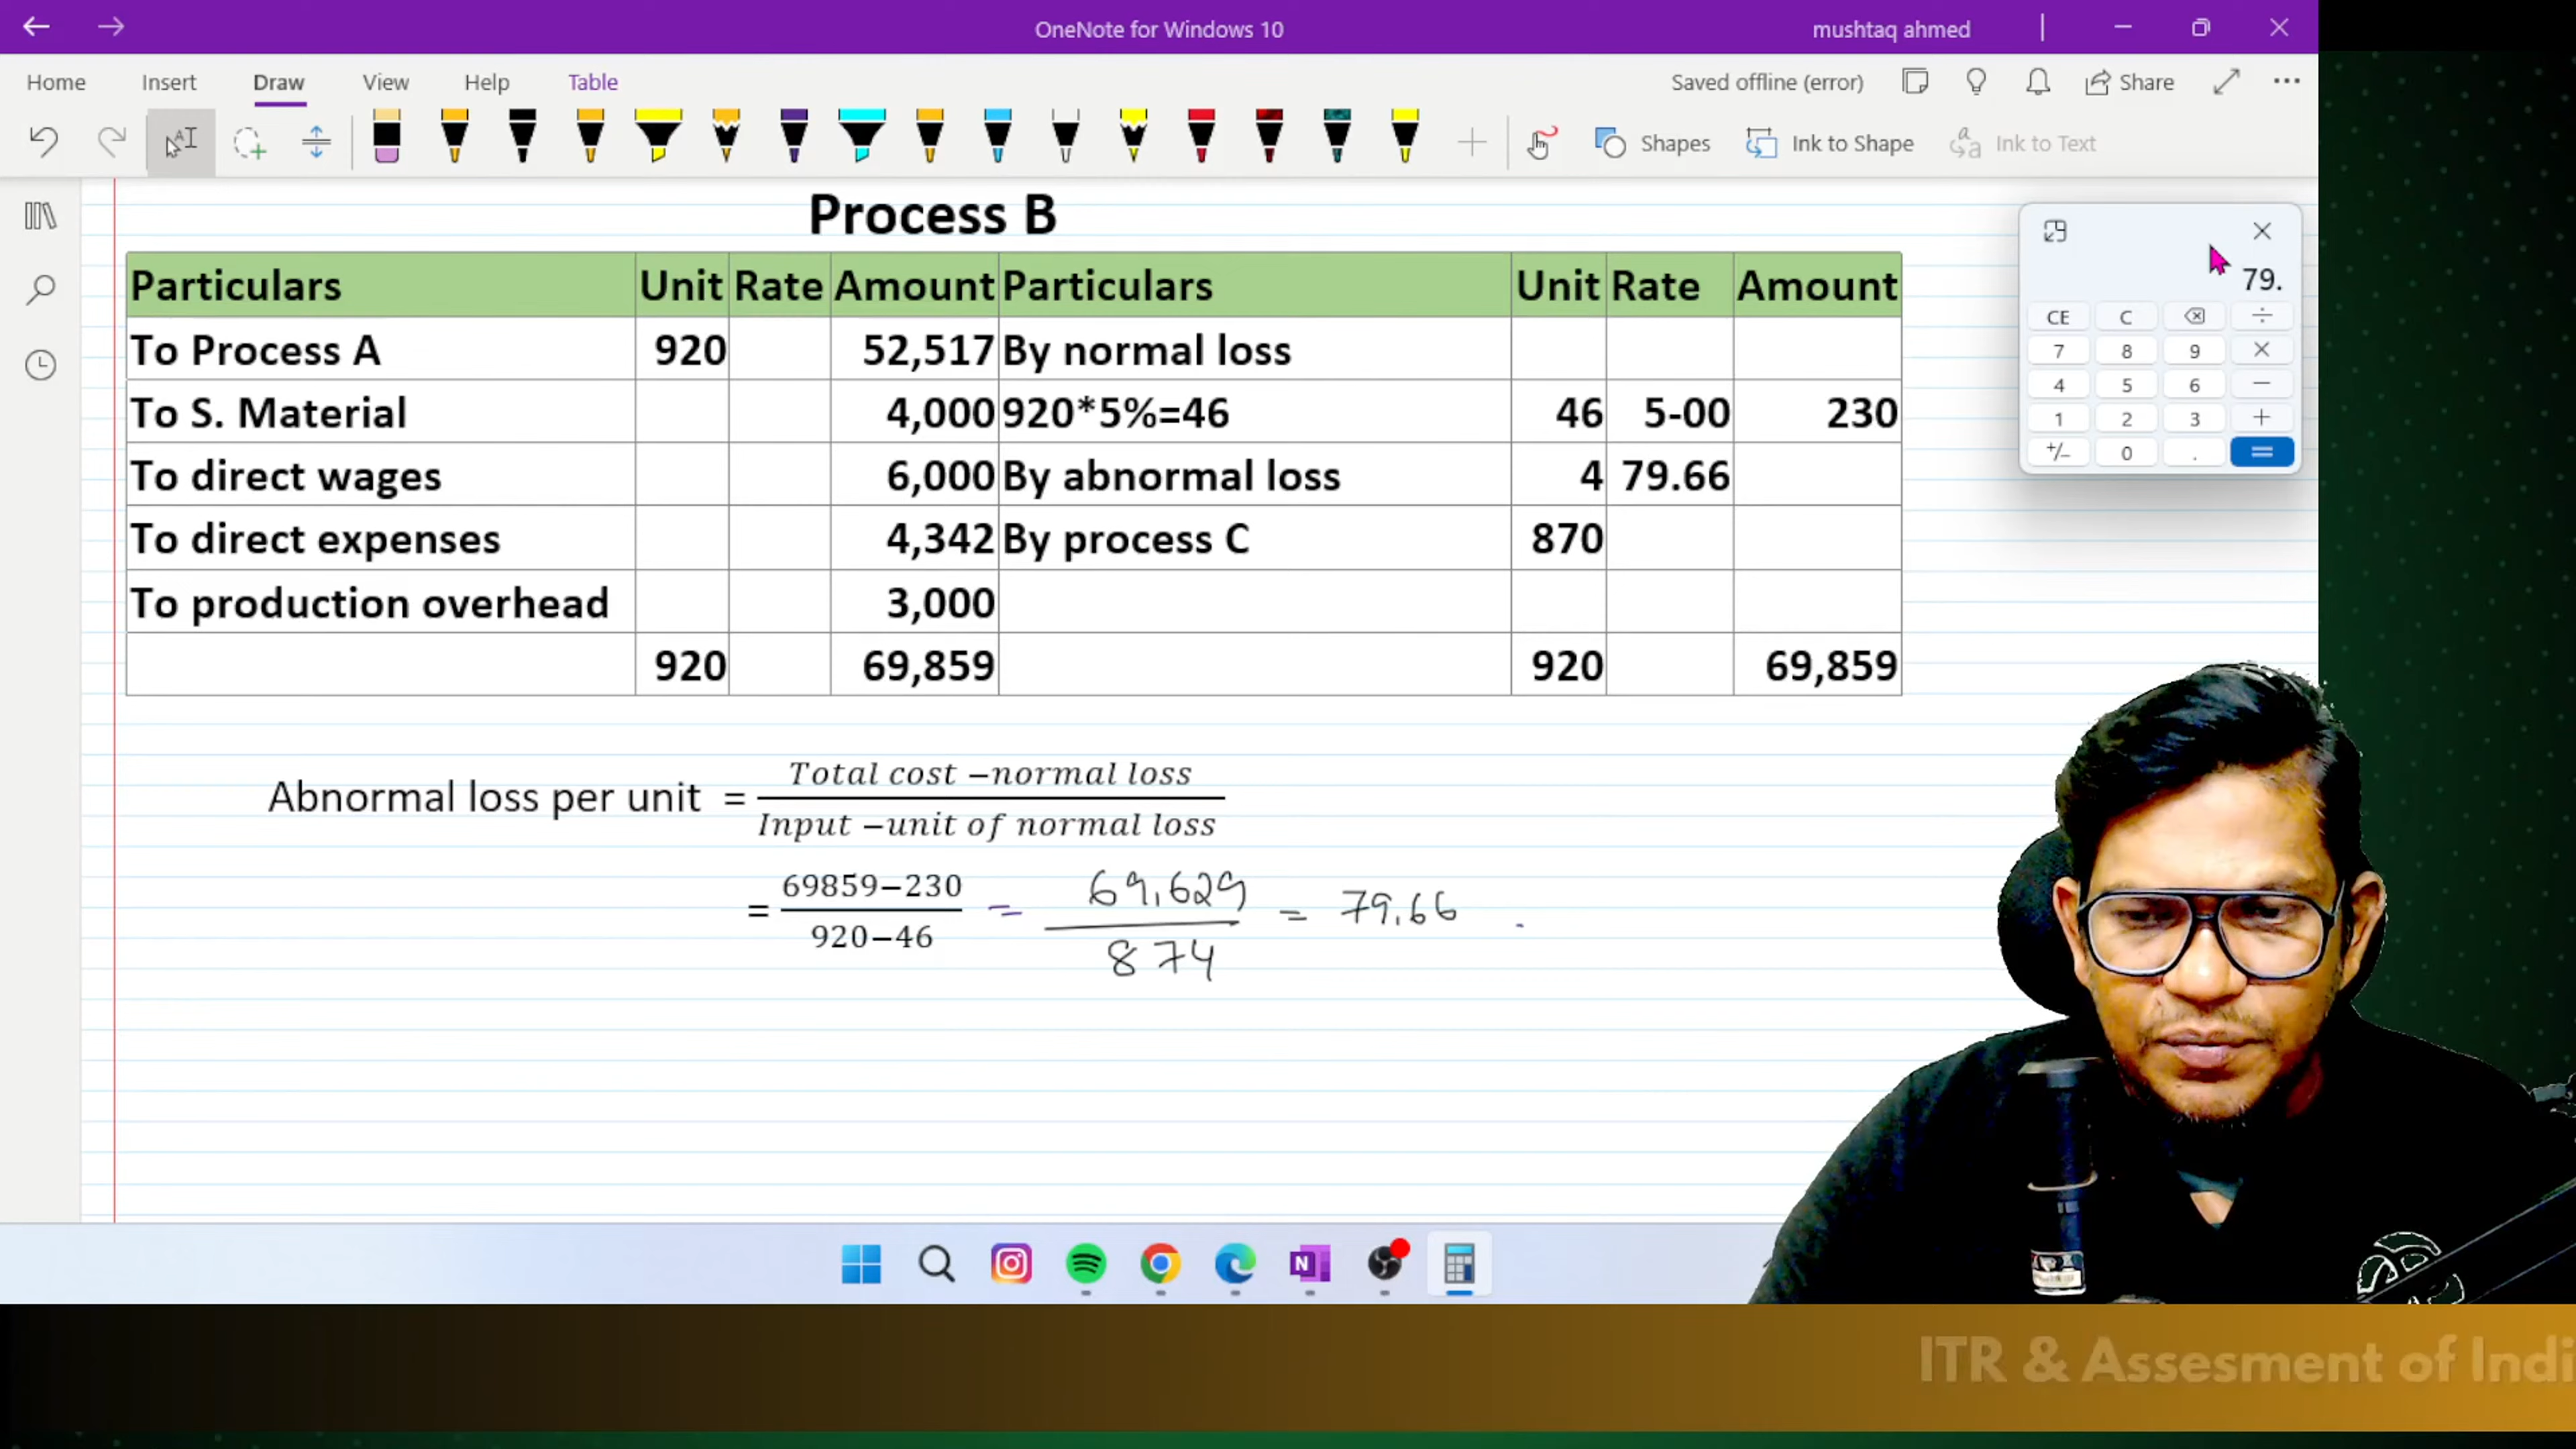 OneNote for Windows 10
mushtaq ahmed
Home Insert Draw View Help Table
Saved offline (error) Share
Shapes Ink to Shape Ink to Text
Process B
Particulars Unit Rate Amount Particulars Unit Rate Amount
To Process A 920 52,517 By normal loss
To S. Material 4,000 920*5%=46 46 5-00 230
To direct wages 6,000 By abnormal loss 4 79.66
To direct expenses 4,342 By process C 870
To production overhead 3,000
920 69,859 920 69,859
79.
CE C ÷
7 8 9 ×
4 5 6 −
1 2 3 +
+/− 0 . =
Abnormal loss per unit = Total cost −normal loss
Input −unit of normal loss
= 69859−230 = 69,629 = 79.66
920−46 874
ITR & Assesment of Indi